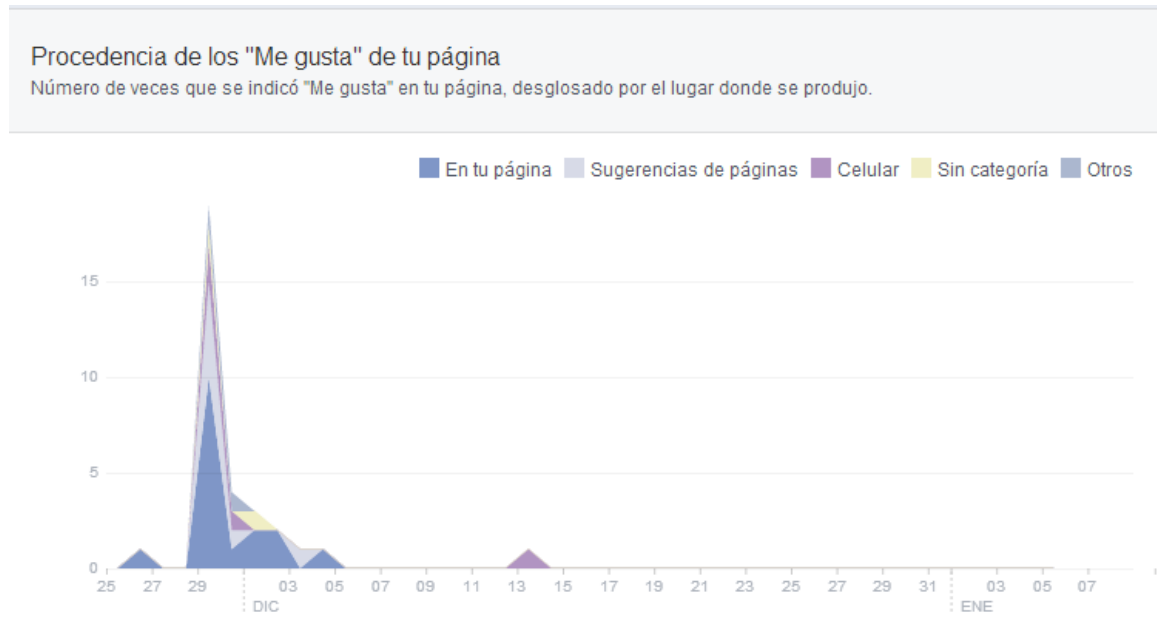 Procedencia de los "Me gusta" de tu página
Número de veces que se indicó "Me gusta" en tu página, desglosado por el lugar donde se produjo.
En tu página Sugerencias de páginas Celular Sin categoría Otros
15
10
5
0
25 27 29 03 05 07 09 11 13 15 17 19 21 23 25 27 29 31 03 05 07
DIC ENE